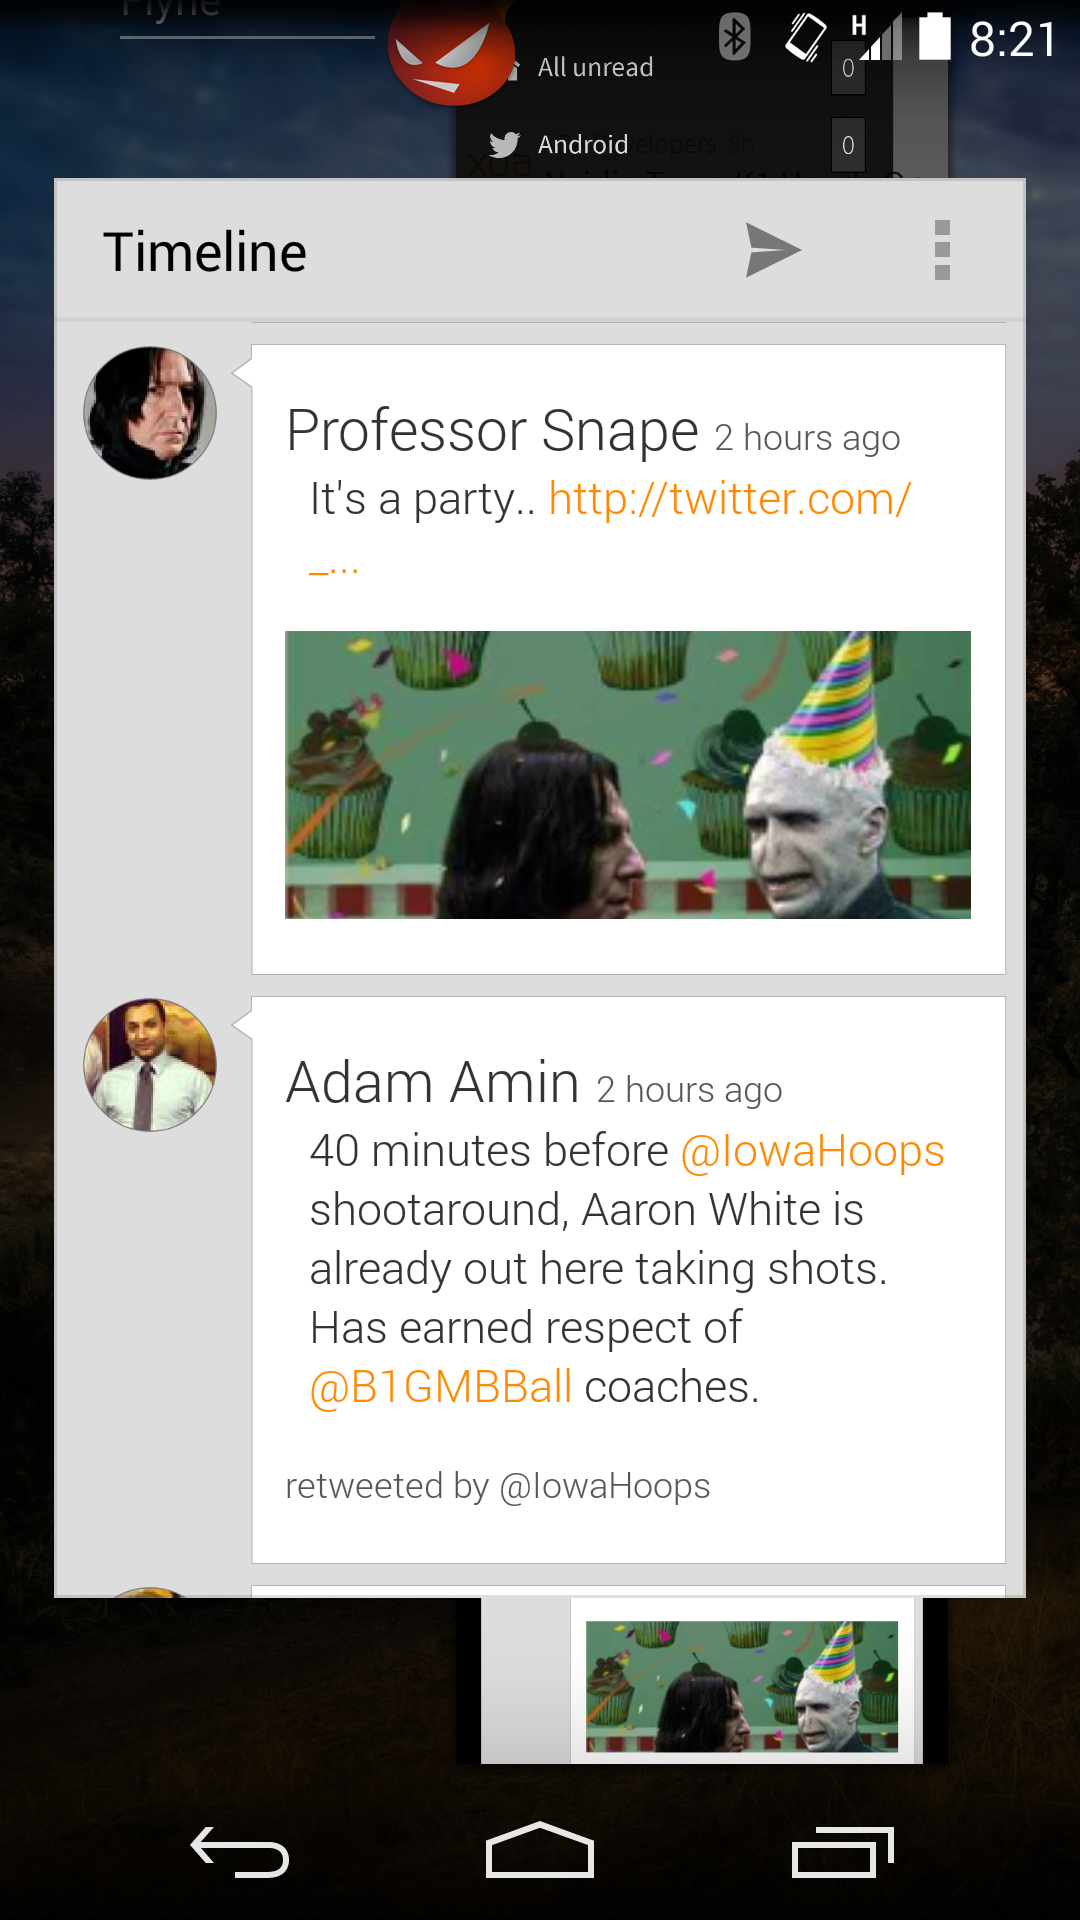 Flyne
H
8:21
All unread
0
Android
0
Timeline
Professor Snape 2 hours ago
It's a party.. http://twitter.com/
_...
Adam Amin 2 hours ago
40 minutes before @IowaHoops
shootaround, Aaron White is
already out here taking shots.
Has earned respect of
@B1GMBBall coaches.
retweeted by @IowaHoops